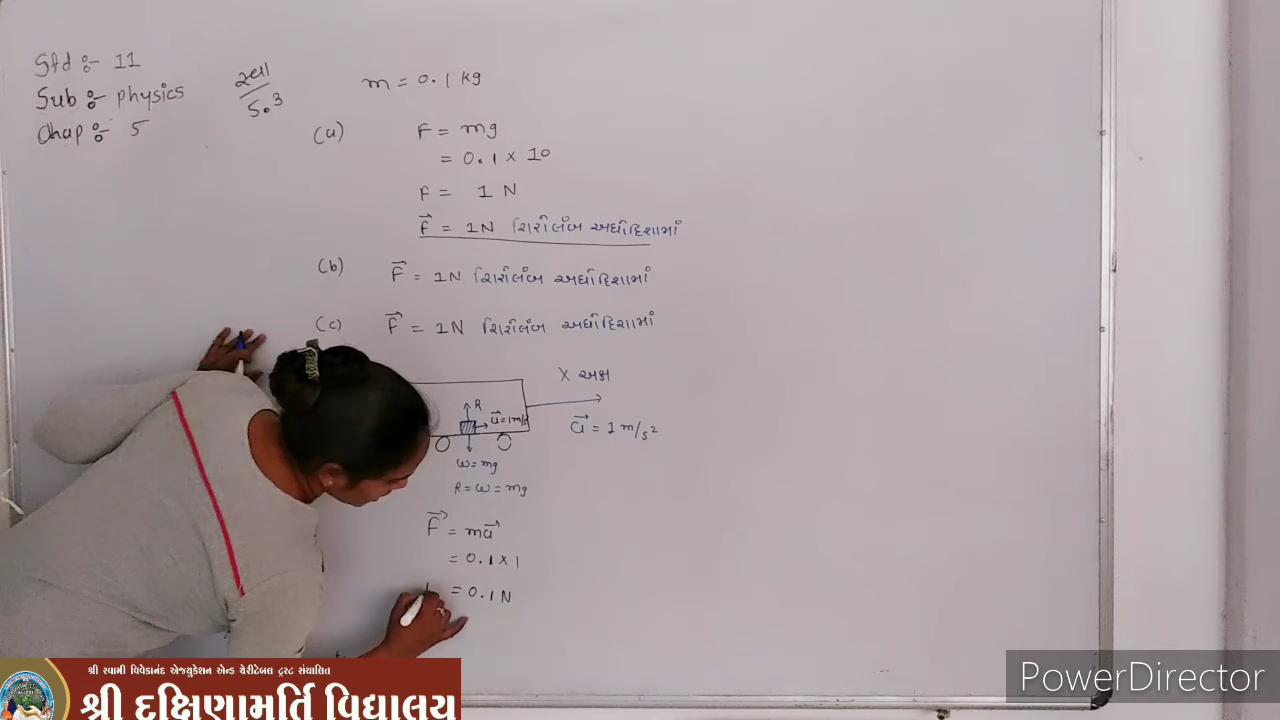 Std :- 11
Sub :- physics
Chap :- 5
સ્વા
5.3
m = 0.1 kg
(a) F = mg
= 0.1 x 10
F = 1 N
F⃗ = 1N શિરોલંબ અધોદિશામાં
(b) F⃗ = 1N શિરોલંબ અધોદિશામાં
(c) F⃗ = 1N શિરોલંબ અધોદિશામાં
X અક્ષ
R
a⃗ = 1m/s²
a⃗ = 1 m/s²
W = mg
R = W = mg
F⃗ = ma⃗
= 0.1 x 1
= 0.1 N
શ્રી સ્વામી વિવેકાનંદ એજ્યુકેશન એન્ડ ચેરીટેબલ ટ્રસ્ટ સંચાલિત
શ્રી દક્ષિણામૂર્તિ વિદ્યાલય
PowerDirector